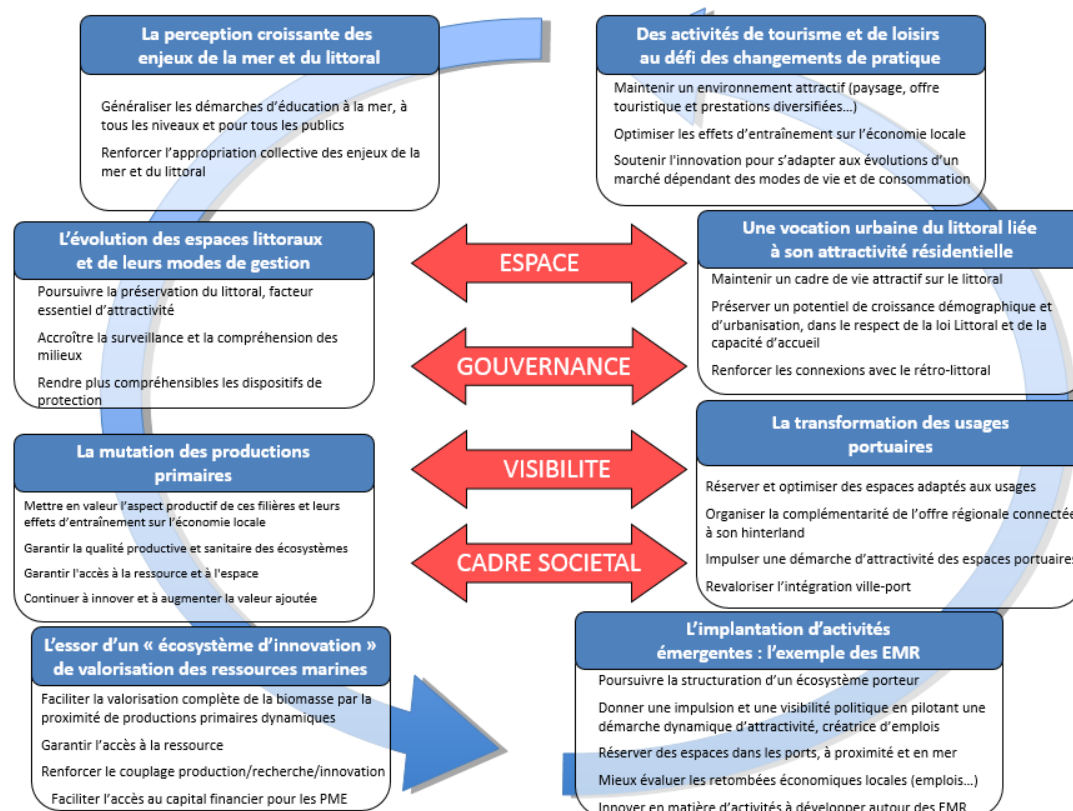 La perception croissante des
enjeux de la mer et du littoral
Généraliser les démarches d'éducation à la mer, à
tous les niveaux et pour tous les publics
Renforcer l'appropriation collective des enjeux de la
mer et du littoral
Des activités de tourisme et de loisirs
au défi des changements de pratique
Maintenir un environnement attractif (paysage, offre
touristique et prestations diversifiées…)
Optimiser les effets d'entraînement sur l'économie locale
Soutenir l'innovation pour s'adapter aux évolutions d'un
marché dépendant des modes de vie et de consommation
L'évolution des espaces littoraux
et de leurs modes de gestion
Poursuivre la préservation du littoral, facteur
essentiel d'attractivité
Accroître la surveillance et la compréhension des
milieux
Rendre plus compréhensibles les dispositifs de
protection
ESPACE
GOUVERNANCE
VISIBILITE
CADRE SOCIETAL
Une vocation urbaine du littoral liée
à son attractivité résidentielle
Maintenir un cadre de vie attractif sur le littoral
Préserver un potentiel de croissance démographique et
d'urbanisation, dans le respect de la loi Littoral et de la
capacité d'accueil
Renforcer les connexions avec le rétro-littoral
La mutation des productions
primaires
Mettre en valeur l'aspect productif de ces filières et leurs
effets d'entraînement sur l'économie locale
Garantir la qualité productive et sanitaire des écosystèmes
Garantir l'accès à la ressource et à l'espace
Continuer à innover et à augmenter la valeur ajoutée
La transformation des usages
portuaires
Réserver et optimiser des espaces adaptés aux usages
Organiser la complémentarité de l'offre régionale connectée
à son hinterland
Impulser une démarche d'attractivité des espaces portuaires
Revaloriser l'intégration ville-port
L'essor d'un « écosystème d'innovation »
de valorisation des ressources marines
Faciliter la valorisation complète de la biomasse par la
proximité de productions primaires dynamiques
Garantir l'accès à la ressource
Renforcer le couplage production/recherche/innovation
Faciliter l'accès au capital financier pour les PME
L'implantation d'activités
émergentes : l'exemple des EMR
Poursuivre la structuration d'un écosystème porteur
Donner une impulsion et une visibilité politique en pilotant une
démarche dynamique d'attractivité, créatrice d'emplois
Réserver des espaces dans les ports, à proximité et en mer
Mieux évaluer les retombées économiques locales (emplois…)
Innover en matière d'activités à développer autour des EMR